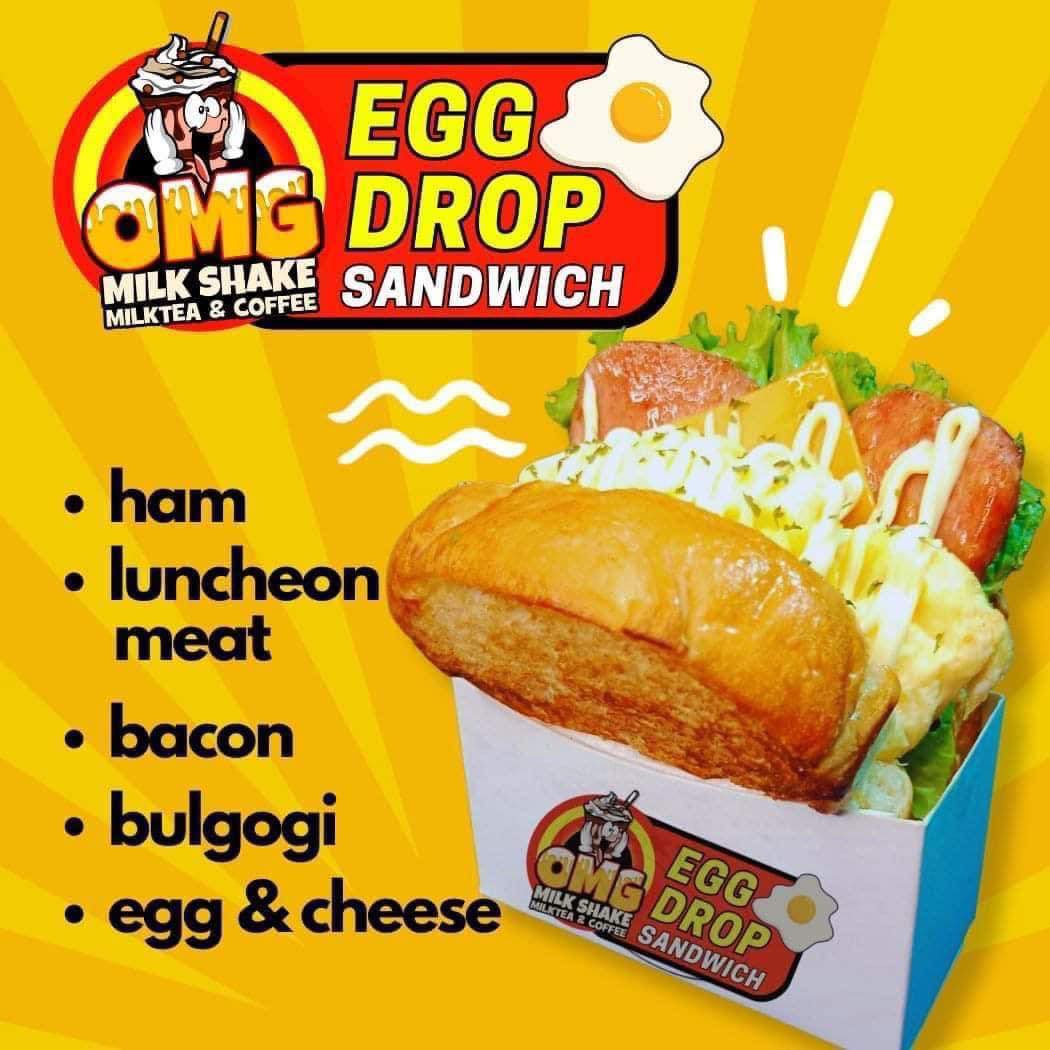 EGG
DROP
SANDWICH
OMG
MILK SHAKE
MILKTEA & COFFEE
• ham
• luncheon
meat
• bacon
• bulgogi
• egg & cheese
OMG
MILK SHAKE
MILKTEA & COFFEE
EGG
DROP
SANDWICH